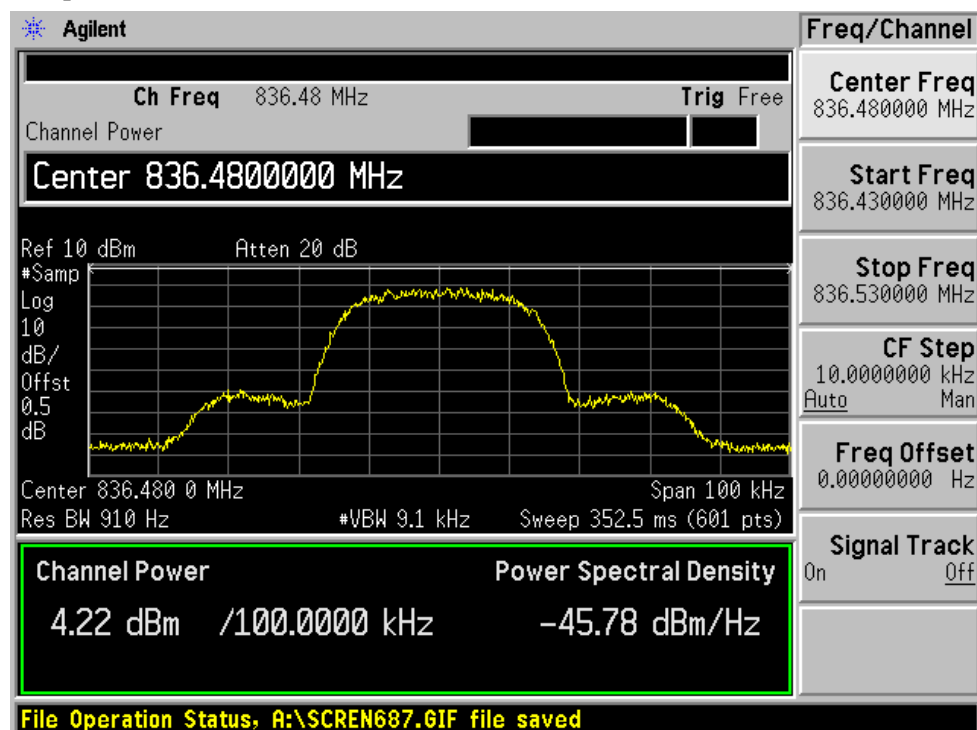 Agilent
Freq/Channel
Ch Freq 836.48 MHz Trig Free
Channel Power
Center 836.4800000 MHz
Ref 10 dBm Atten 20 dB
#Samp
Log
10
dB/
Offst
0.5
dB
Center 836.480 0 MHz Span 100 kHz
Res BW 910 Hz #VBW 9.1 kHz Sweep 352.5 ms (601 pts)
Channel Power Power Spectral Density
4.22 dBm /100.0000 kHz -45.78 dBm/Hz
File Operation Status, A:\SCREN687.GIF file saved
Center Freq
836.480000 MHz
Start Freq
836.430000 MHz
Stop Freq
836.530000 MHz
CF Step
10.0000000 kHz
Auto Man
Freq Offset
0.00000000 Hz
Signal Track
On Off